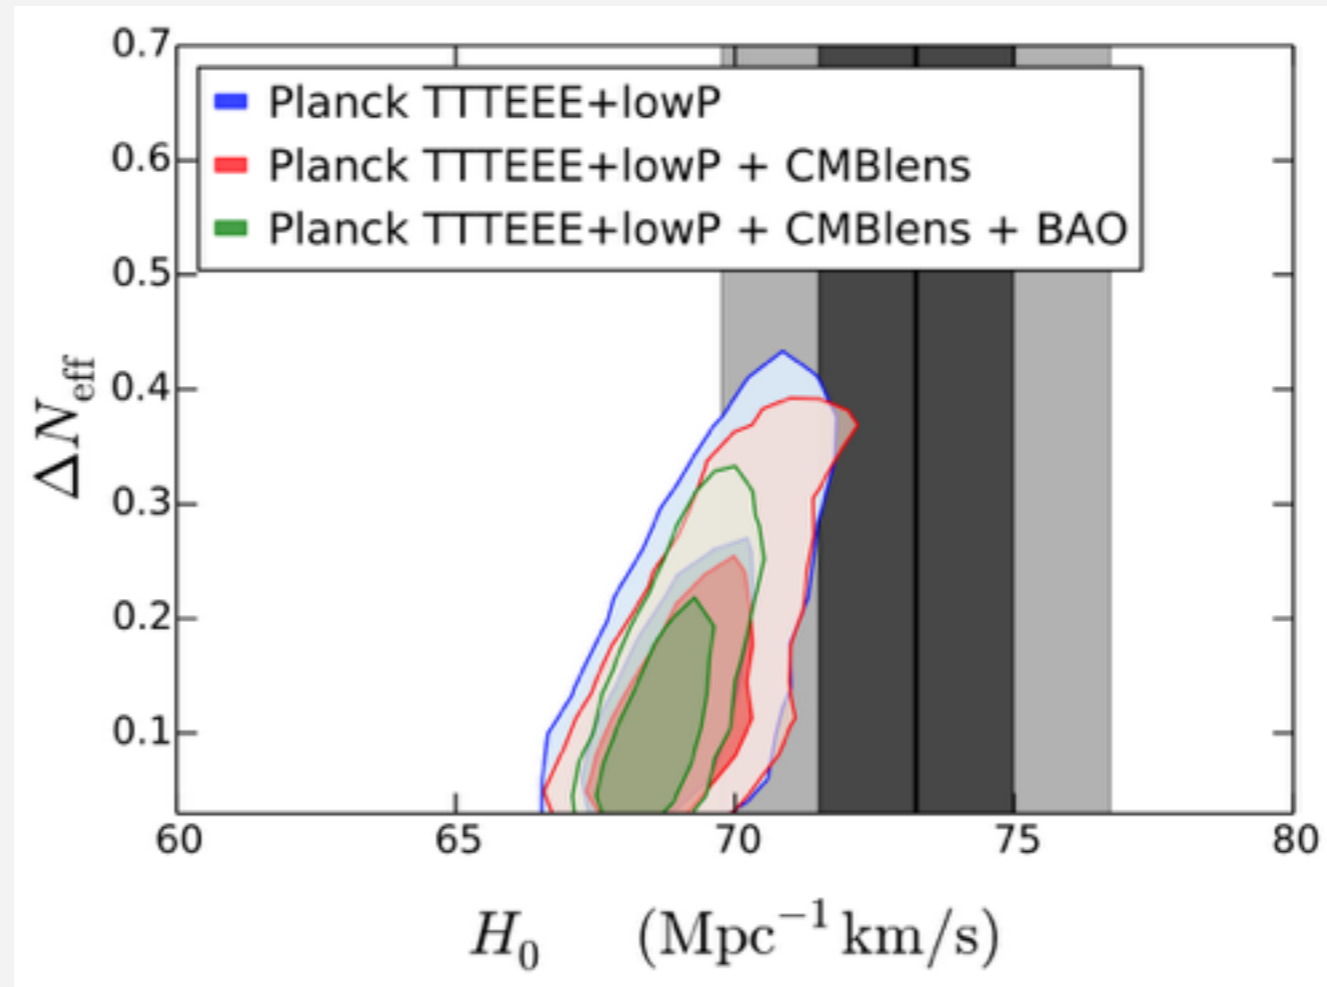 0.7
Planck TTTEEE+lowP
Planck TTTEEE+lowP + CMBlens
Planck TTTEEE+lowP + CMBlens + BAO
0.6
0.5
0.4
0.3
0.2
0.1
ΔN_eff
60 65 70 75 80
H_0 (Mpc⁻¹ km/s)